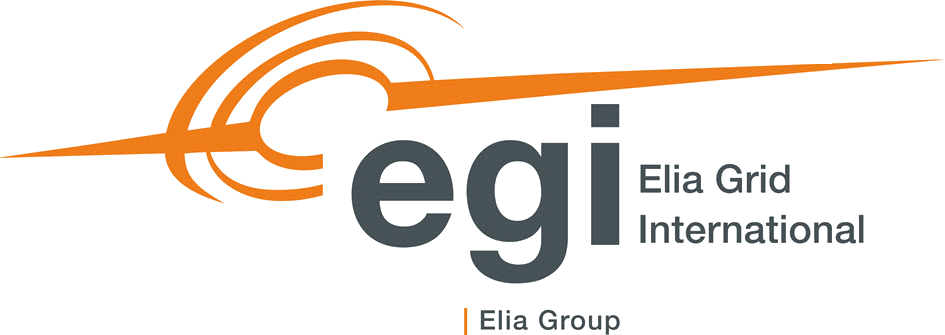 egi
Elia Grid
International
Elia Group